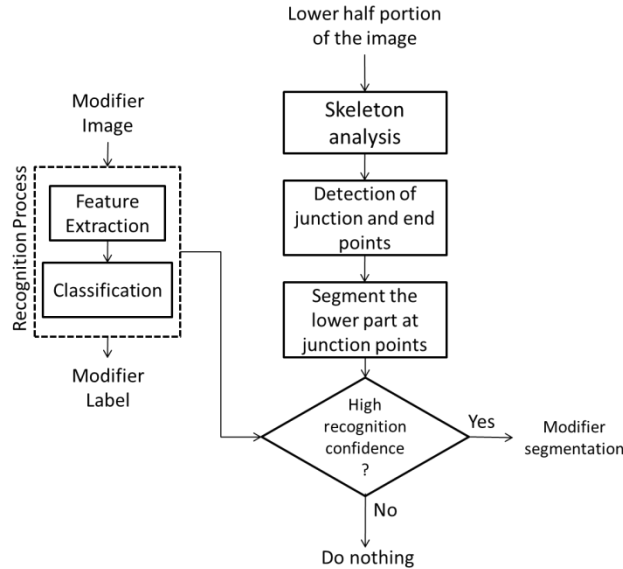 Lower half portion
of the image
Skeleton
analysis
Detection of
junction and end
points
Segment the
lower part at
junction points
High
recognition
confidence
?
Yes
Modifier
segmentation
No
Do nothing
Modifier
Image
Recognition Process
Feature
Extraction
Classification
Modifier
Label